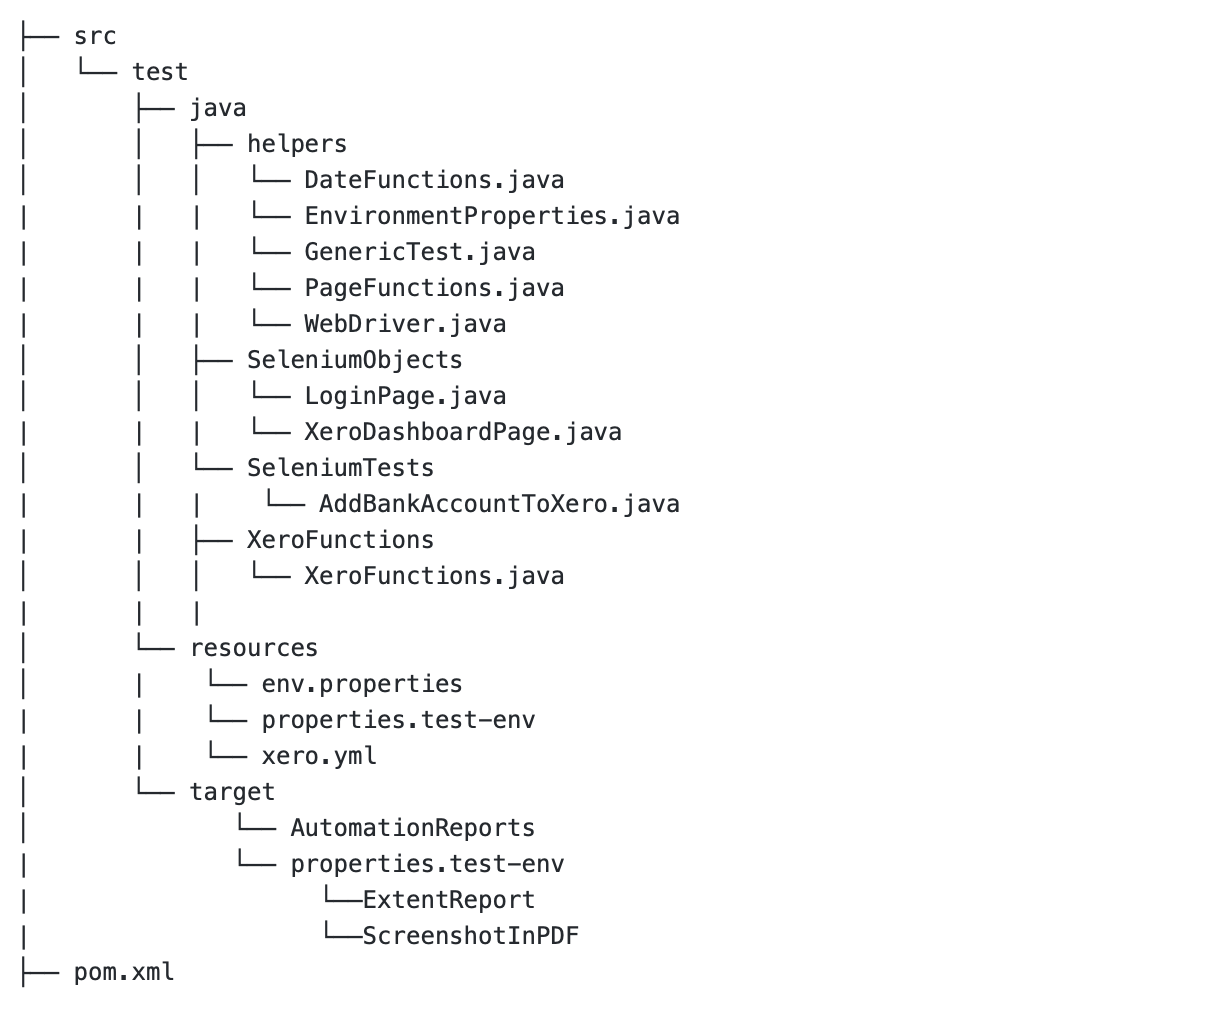 ├── src
│   └── test
│       ├── java
│       │   ├── helpers
│       │   │   └── DateFunctions.java
│       │   │   └── EnvironmentProperties.java
│       │   │   └── GenericTest.java
│       │   │   └── PageFunctions.java
│       │   │   └── WebDriver.java
│       │   ├── SeleniumObjects
│       │   │   └── LoginPage.java
│       │   │   └── XeroDashboardPage.java
│       │   └── SeleniumTests
│       │   │    └── AddBankAccountToXero.java
│       │   ├── XeroFunctions
│       │   │   └── XeroFunctions.java
│       │   │
│       └── resources
│       │    └── env.properties
│       │    └── properties.test-env
│       │    └── xero.yml
│       └── target
│              └── AutomationReports
│              └── properties.test-env
│                    └──ExtentReport
│                    └──ScreenshotInPDF
├── pom.xml